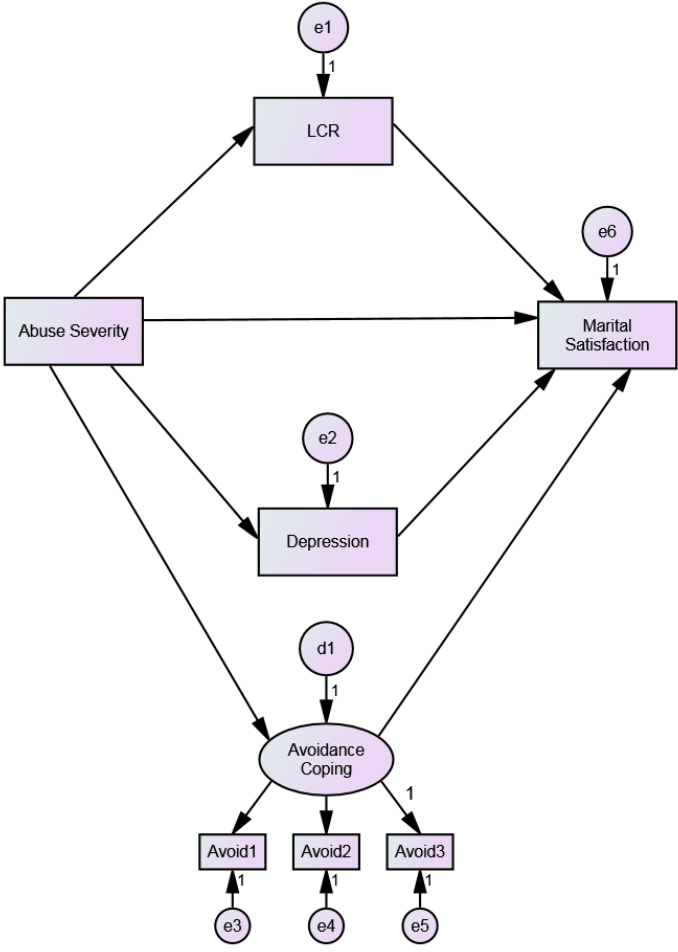 e1
1
LCR
e6
1
Abuse Severity
Marital
Satisfaction
e2
1
Depression
d1
1
Avoidance
Coping
1
Avoid1
Avoid2
Avoid3
1
1
1
e3
e4
e5